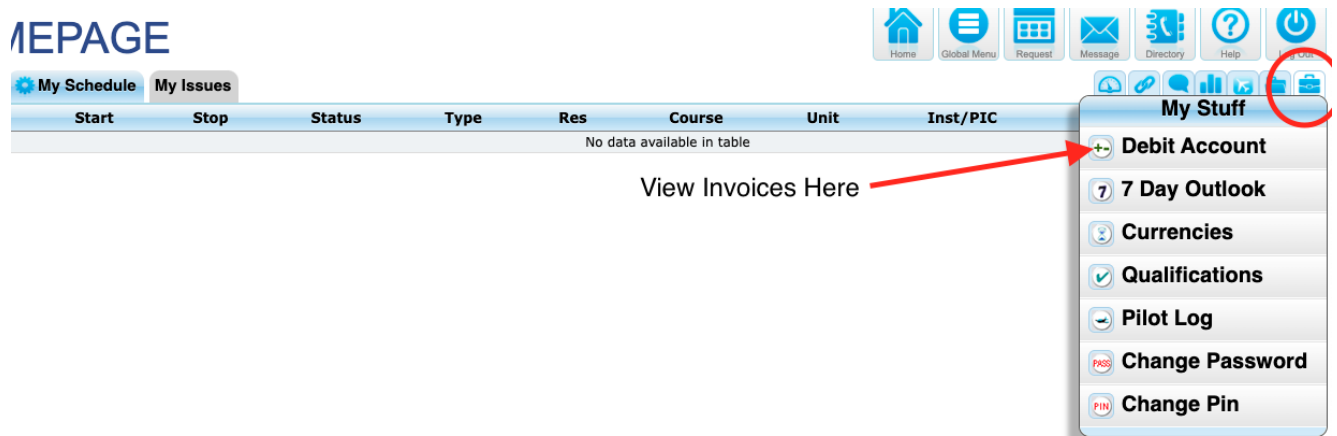 MEPAGE
Home Global Menu Request Message Directory Help Log Out
My Schedule My Issues
Start Stop Status Type Res Course Unit Inst/PIC
No data available in table
View Invoices Here
My Stuff
+- Debit Account
7 7 Day Outlook
Currencies
Qualifications
Pilot Log
PASS Change Password
PIN Change Pin